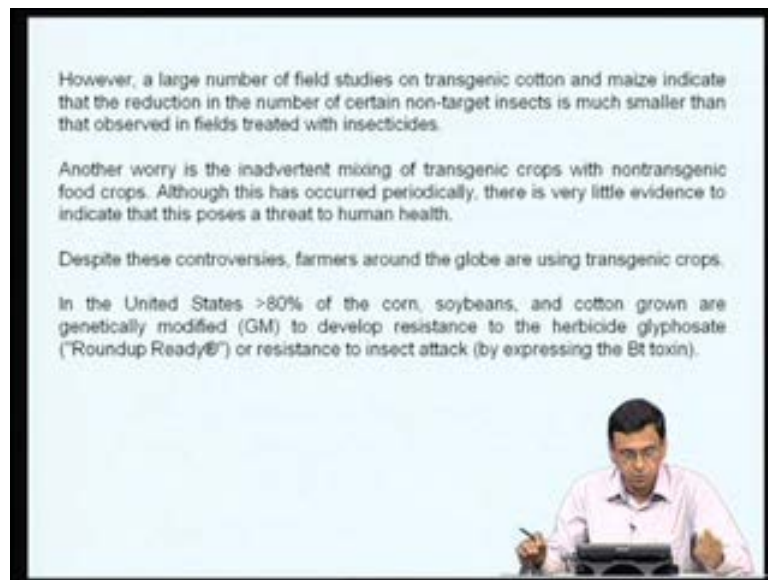 However, a large number of field studies on transgenic cotton and maize indicate
that the reduction in the number of certain non-target insects is much smaller than
that observed in fields treated with insecticides.
Another worry is the inadvertent mixing of transgenic crops with nontransgenic
food crops. Although this has occurred periodically, there is very little evidence to
indicate that this poses a threat to human health.
Despite these controversies, farmers around the globe are using transgenic crops.
In the United States >80% of the corn, soybeans, and cotton grown are
genetically modified (GM) to develop resistance to the herbicide glyphosate
("Roundup Ready®") or resistance to insect attack (by expressing the Bt toxin).